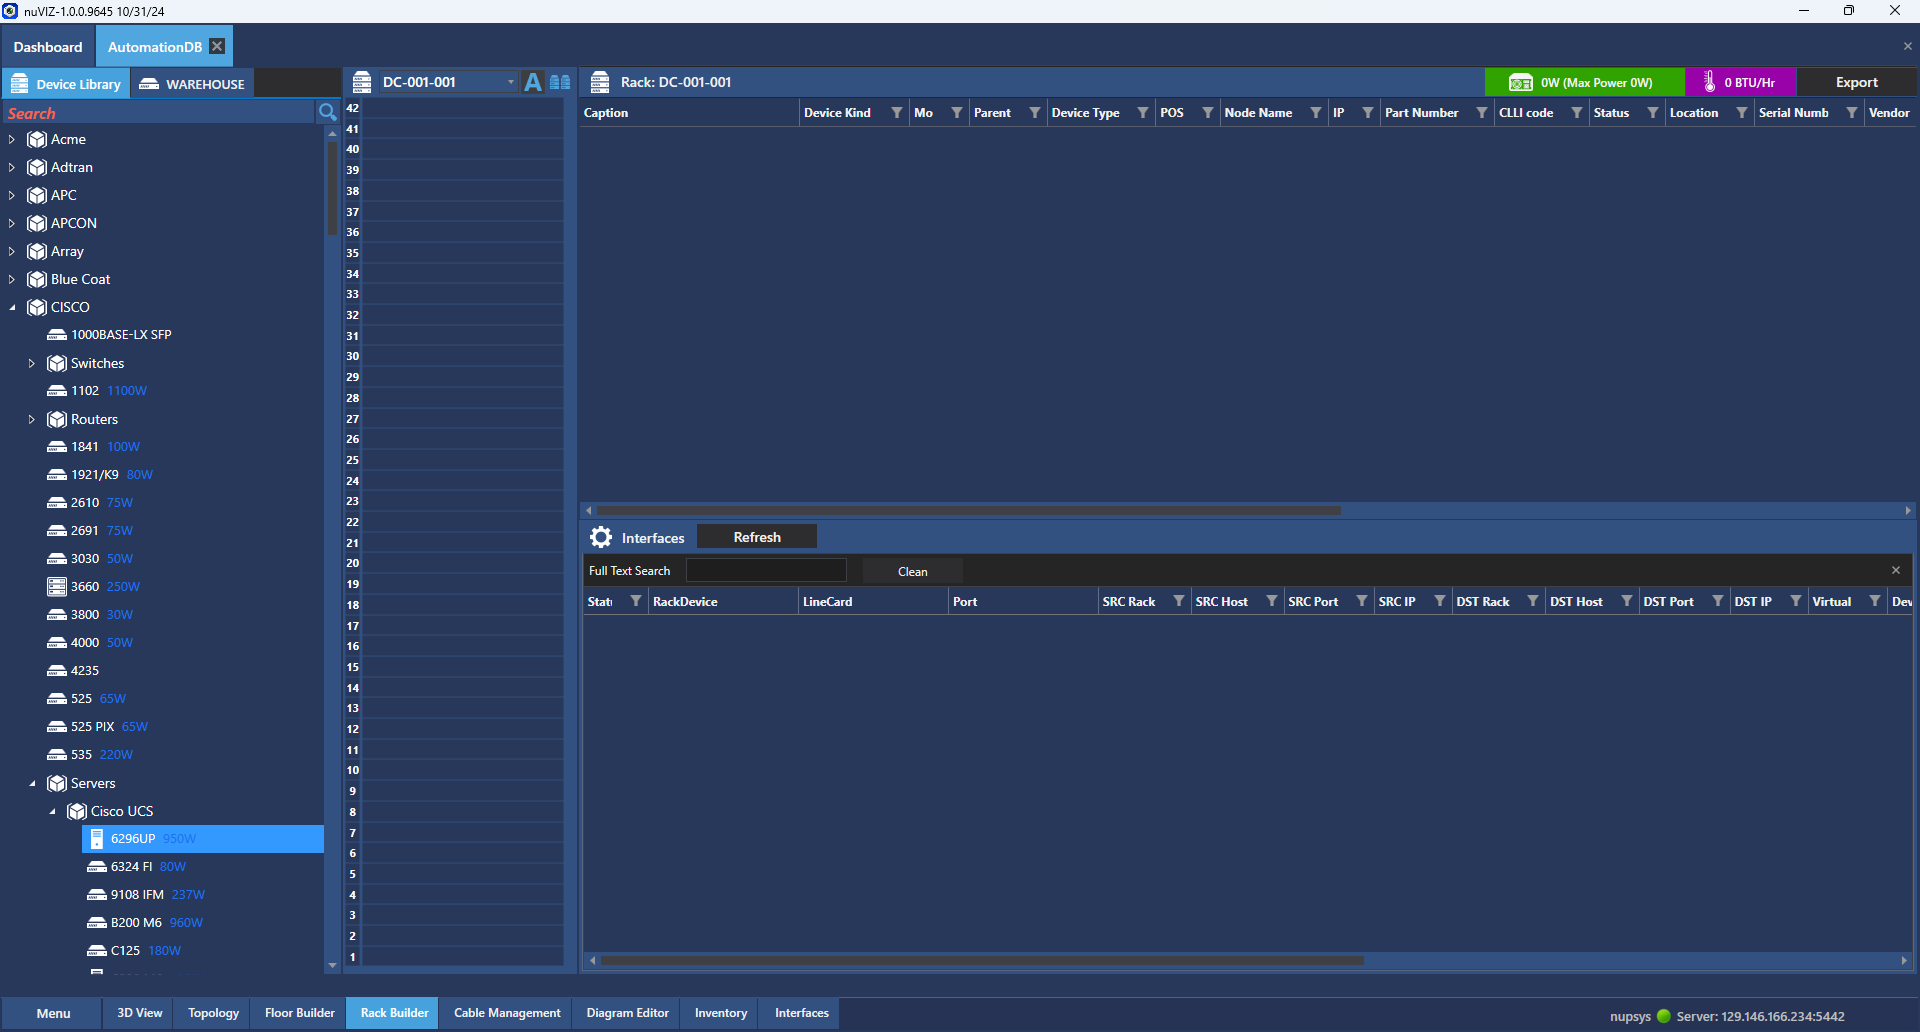 nuVIZ-1.0.0.9645 10/31/24
Dashboard
AutomationDB
Device Library
WAREHOUSE
Search
Acme
Adtran
APC
APCON
Array
Blue Coat
CISCO
1000BASE-LX SFP
Switches
1102 1100W
Routers
1841 100W
1921/K9 80W
2610 75W
2691 75W
3030 50W
3660 250W
3800 30W
4000 50W
4235
525 65W
525 PIX 65W
535 220W
Servers
Cisco UCS
6296UP 950W
6324 FI 80W
9108 IFM 237W
B200 M6 960W
C125 180W
DC-001-001
A
42
41
40
39
38
37
36
35
34
33
32
31
30
29
28
27
26
25
24
23
22
21
20
19
18
17
16
15
14
13
12
11
10
9
8
7
6
5
4
3
2
1
Rack: DC-001-001
0W (Max Power 0W)
0 BTU/Hr
Export
Caption Device Kind Mo Parent Device Type POS Node Name IP Part Number CLLI code Status Location Serial Numb Vendor
Interfaces
Refresh
Full Text Search
Clean
Stat RackDevice LineCard Port SRC Rack SRC Host SRC Port SRC IP DST Rack DST Host DST Port DST IP Virtual Dev
Menu 3D View Topology Floor Builder Rack Builder Cable Management Diagram Editor Inventory Interfaces
nupsys Server: 129.146.166.234:5442